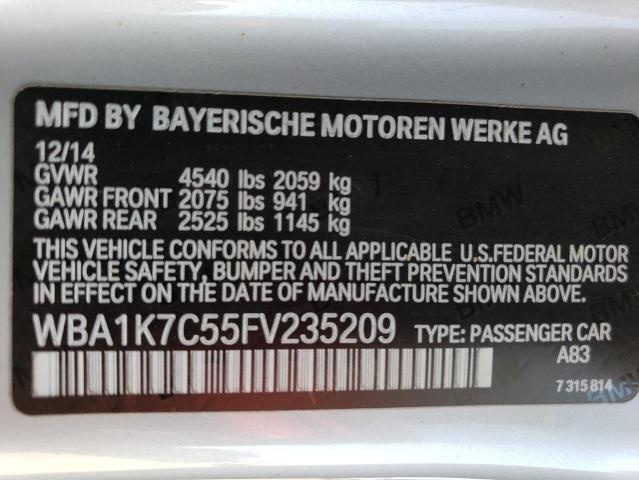 MFD BY BAYERISCHE MOTOREN WERKE AG
12/14
GVWR 4540 lbs 2059 kg
GAWR FRONT 2075 lbs 941 kg
GAWR REAR 2525 lbs 1145 kg
THIS VEHICLE CONFORMS TO ALL APPLICABLE U.S.FEDERAL MOTOR
VEHICLE SAFETY, BUMPER AND THEFT PREVENTION STANDARDS
IN EFFECT ON THE DATE OF MANUFACTURE SHOWN ABOVE.
WBA1K7C55FV235209 TYPE: PASSENGER CAR
A83
7 315 814
BMW